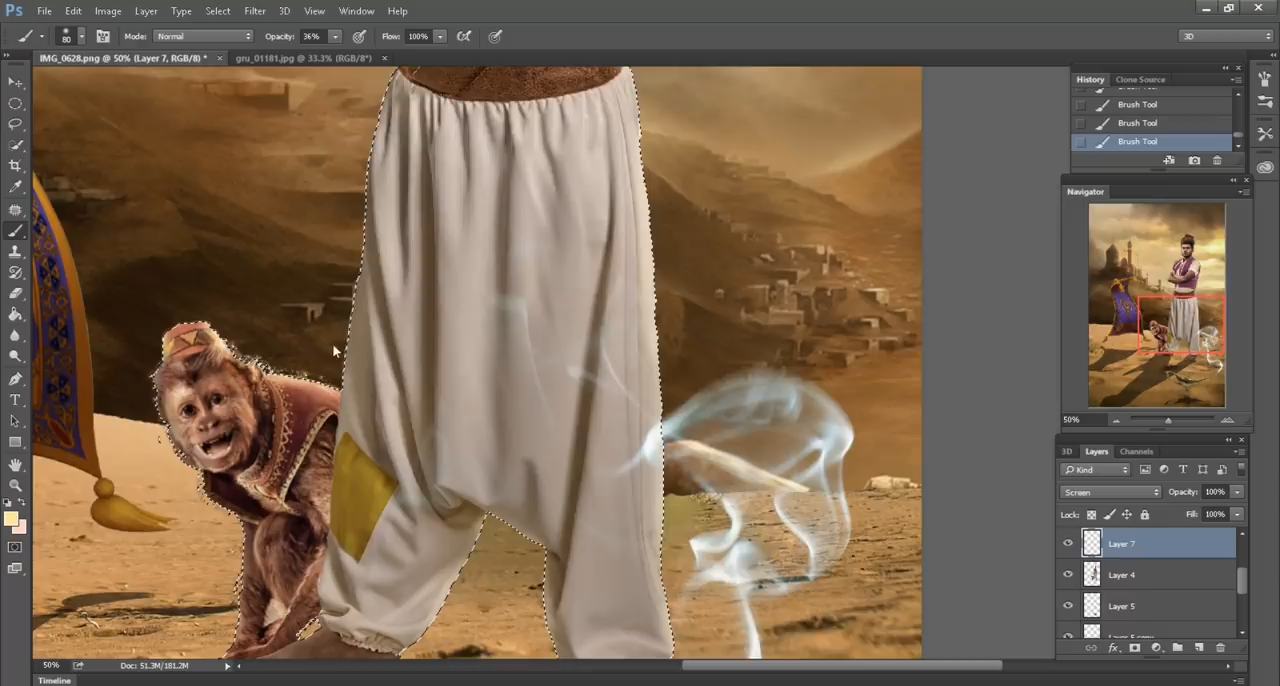 Ps File Edit Image Layer Type Select Filter 3D View Window Help
80 Mode: Normal Opacity: 36% Flow: 100% 3D
IMG_0628.png @ 50% (Layer 7, RGB/8) * × gru_01181.jpg @ 33.3% (RGB/8*) ×
History Clone Source
Brush Tool
Brush Tool
Brush Tool
Navigator
50%
3D Layers Channels
Kind
Screen Opacity: 100%
Lock: Fill: 100%
Layer 7
Layer 4
Layer 5
Layer 5 copy
50% Doc: 51.3M/181.2M
Timeline